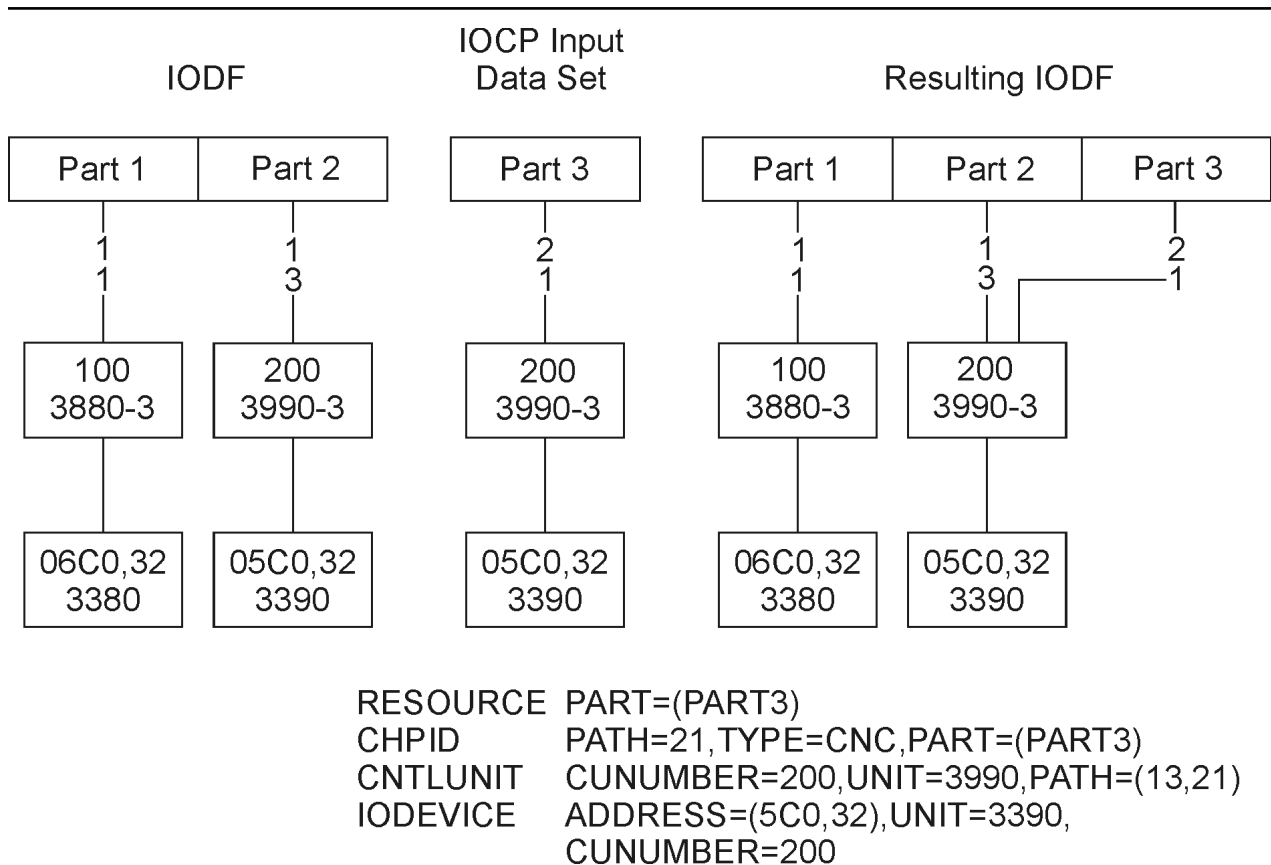 IODF
IOCP Input
Data Set
Resulting IODF
Part 1
Part 2
Part 3
Part 1
Part 2
Part 3
1
1
1
3
2
1
1
1
1
3
2
1
100
3880-3
200
3990-3
200
3990-3
100
3880-3
200
3990-3
06C0,32
3380
05C0,32
3390
05C0,32
3390
06C0,32
3380
05C0,32
3390
RESOURCE PART=(PART3)
CHPID PATH=21,TYPE=CNC,PART=(PART3)
CNTLUNIT CUNUMBER=200,UNIT=3990,PATH=(13,21)
IODEVICE ADDRESS=(5C0,32),UNIT=3390,
CUNUMBER=200